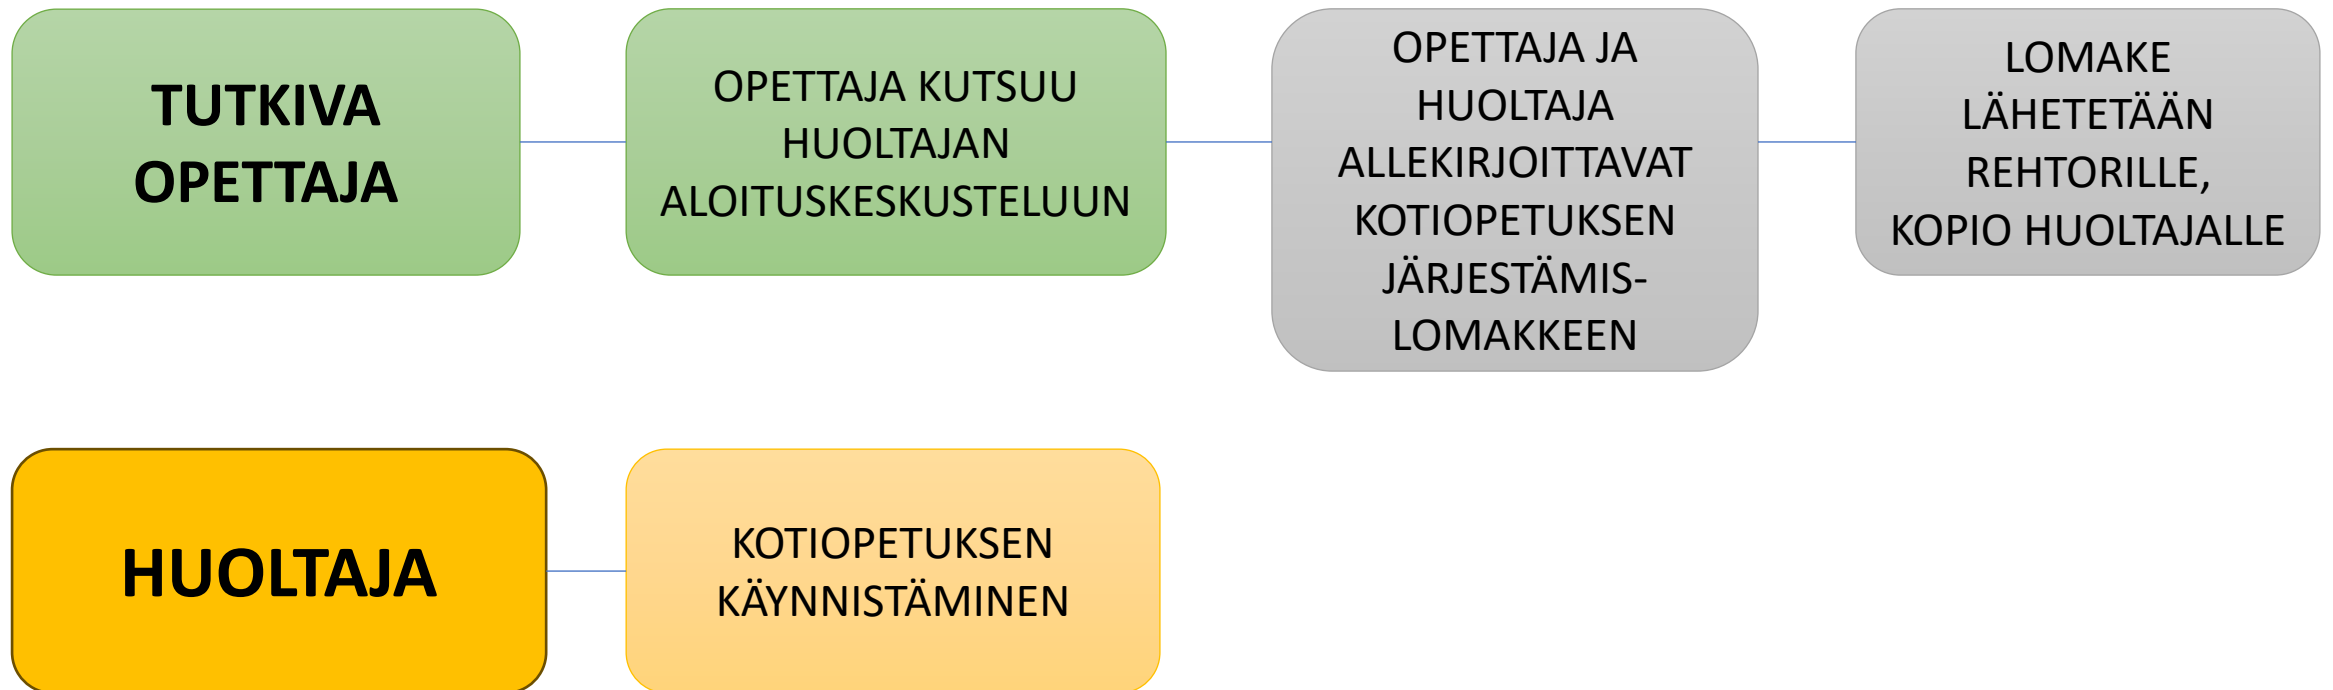 TUTKIVA
OPETTAJA
OPETTAJA KUTSUU
HUOLTAJAN
ALOITUSKESKUSTELUUN
OPETTAJA JA
HUOLTAJA
ALLEKIRJOITTAVAT
KOTIOPETUKSEN
JÄRJESTÄMIS-
LOMAKKEEN
LOMAKE
LÄHETETÄÄN
REHTORILLE,
KOPIO HUOLTAJALLE
HUOLTAJA
KOTIOPETUKSEN
KÄYNNISTÄMINEN